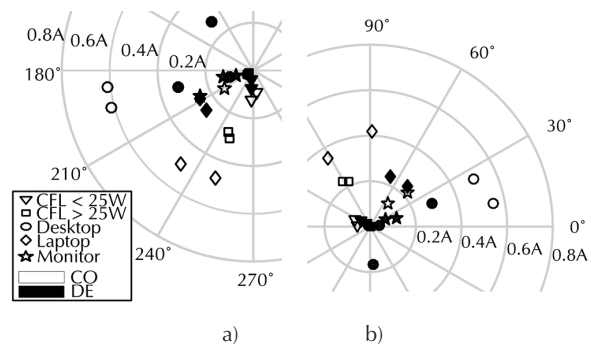 0.8A 0.6A 0.4A 0.2A
180°
210°
240°
270°
CFL < 25W
CFL > 25W
Desktop
Laptop
Monitor
CO
DE
a)
90°
60°
30°
0°
0.2A 0.4A 0.6A 0.8A
b)